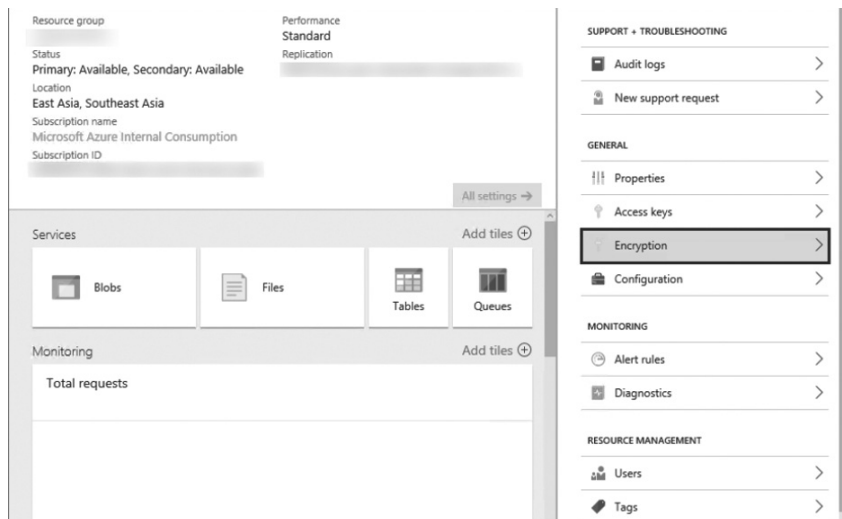 Resource group
Performance
Standard
Status
Primary: Available, Secondary: Available
Replication
Location
East Asia, Southeast Asia
Subscription name
Microsoft Azure Internal Consumption
Subscription ID
All settings →
Services
Add tiles
Blobs
Files
Tables
Queues
Monitoring
Add tiles
Total requests
SUPPORT + TROUBLESHOOTING
Audit logs
New support request
GENERAL
Properties
Access keys
Encryption
Configuration
MONITORING
Alert rules
Diagnostics
RESOURCE MANAGEMENT
Users
Tags